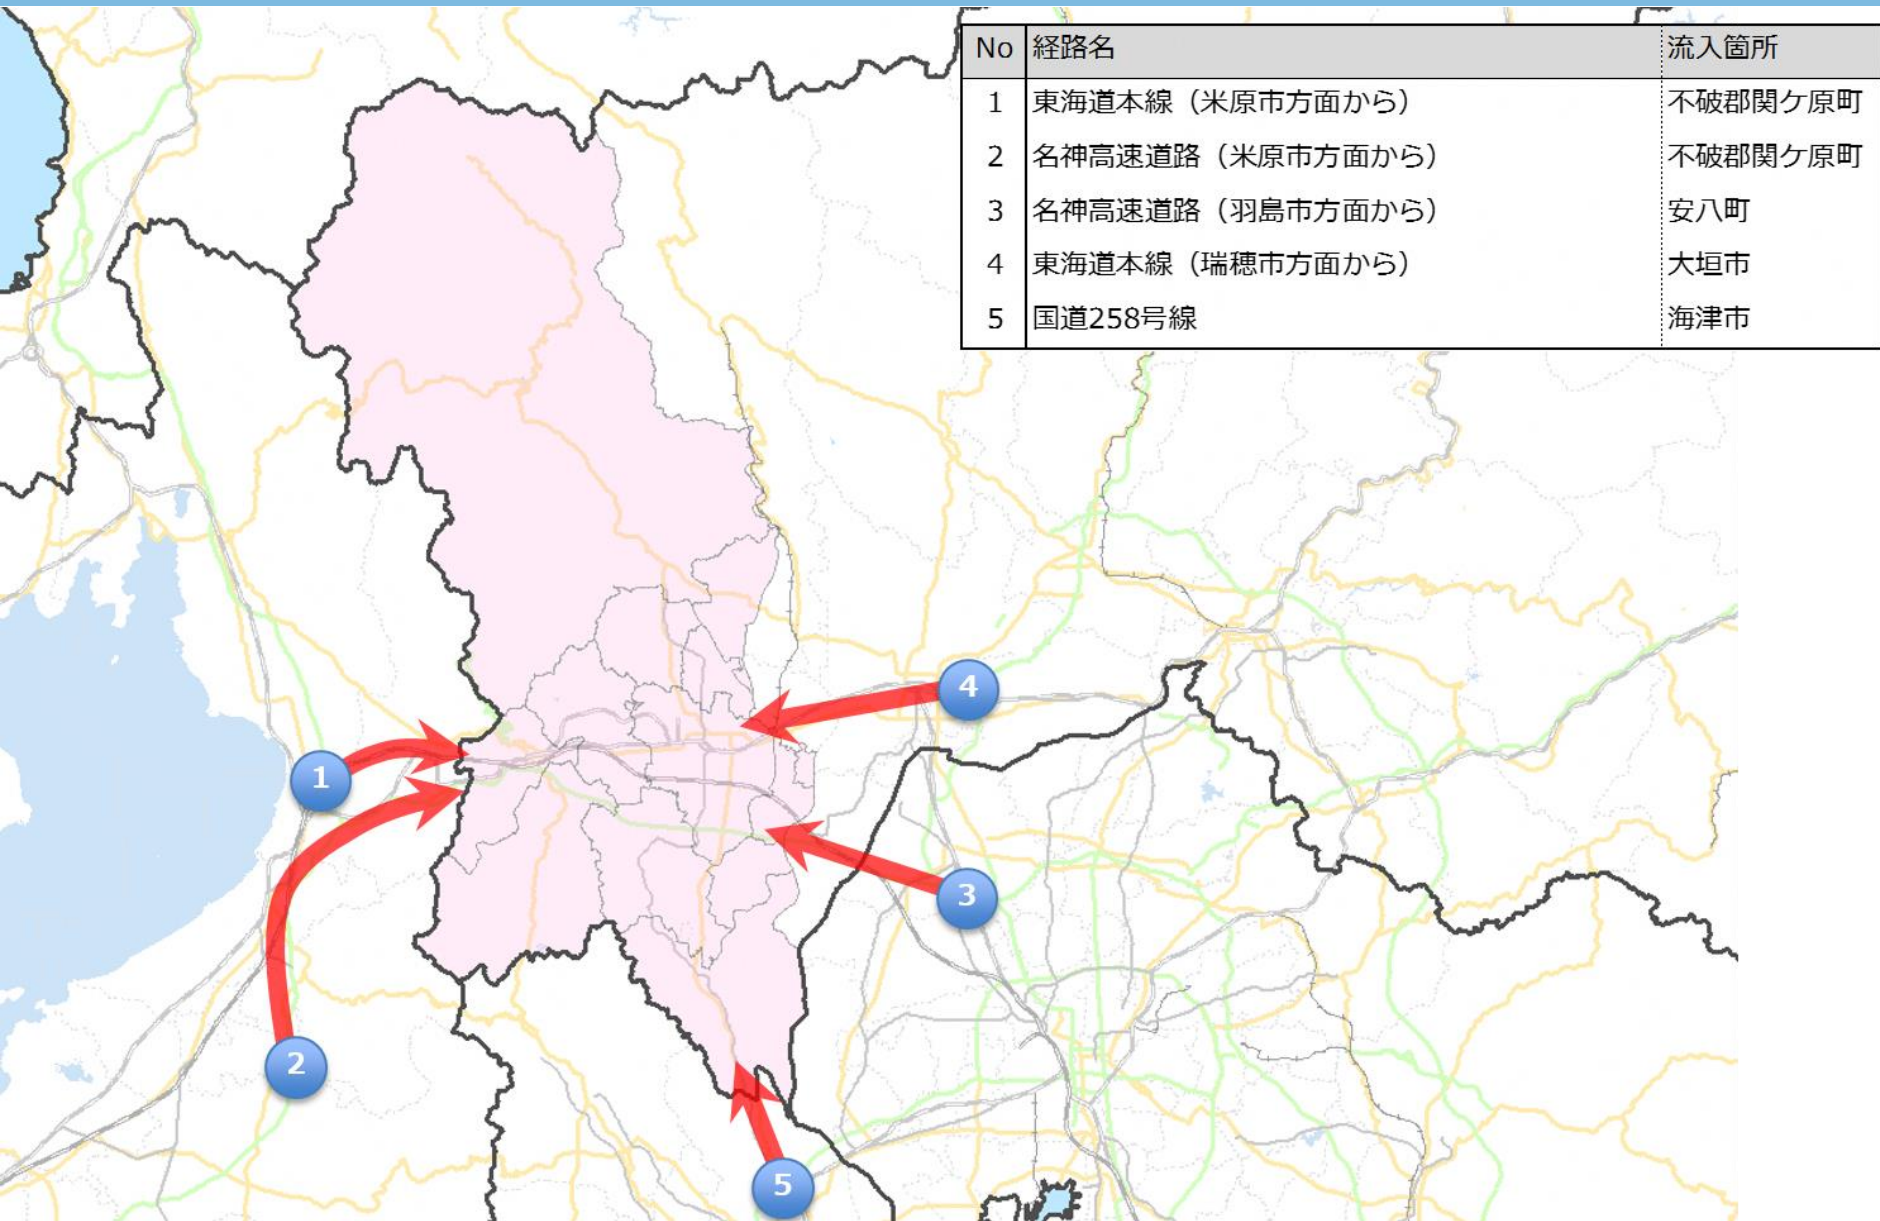 No 経路名 流入箇所
1 東海道本線（米原市方面から） 不破郡関ケ原町
2 名神高速道路（米原市方面から） 不破郡関ケ原町
3 名神高速道路（羽島市方面から） 安八町
4 東海道本線（瑞穂市方面から） 大垣市
5 国道258号線 海津市
4
1
3
2
5